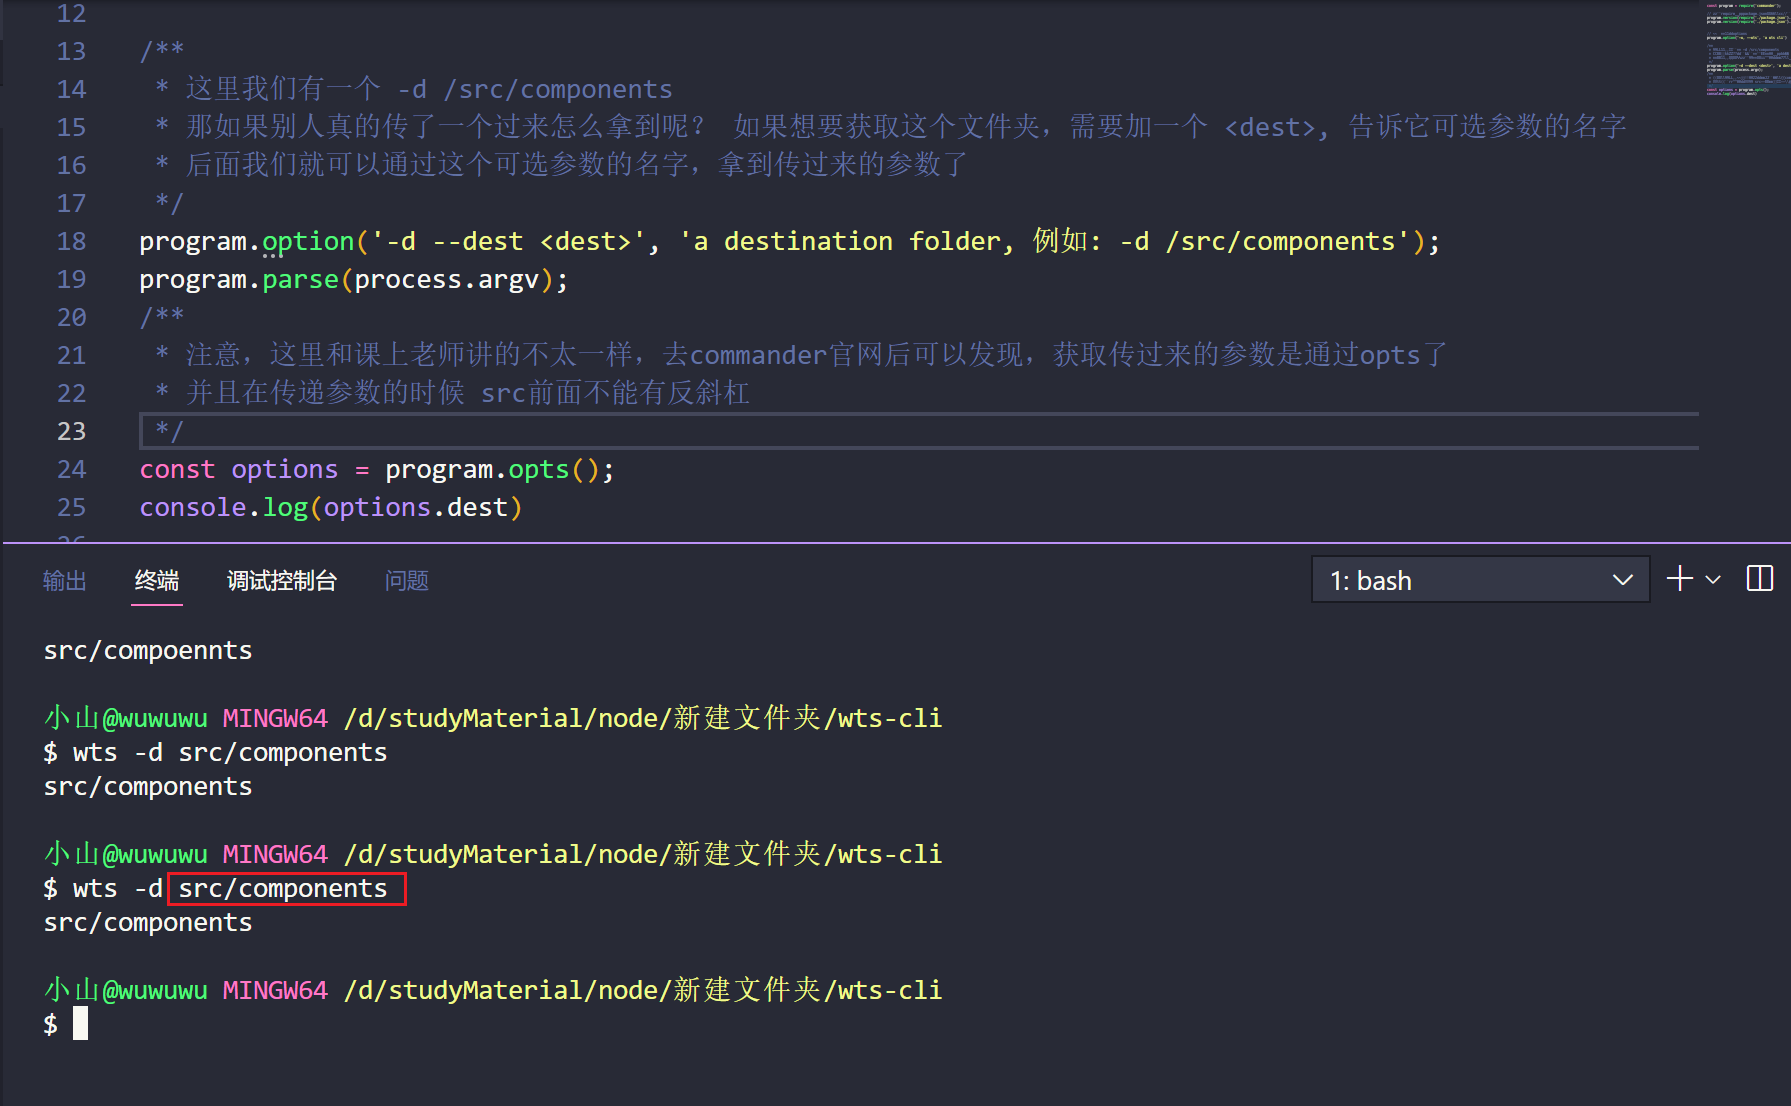 12
13 /**
14  * 这里我们有一个 -d /src/components
15  * 那如果别人真的传了一个过来怎么拿到呢？ 如果想要获取这个文件夹，需要加一个 <dest>, 告诉它可选参数的名字
16  * 后面我们就可以通过这个可选参数的名字，拿到传过来的参数了
17  */
18 program.option('-d --dest <dest>', 'a destination folder, 例如: -d /src/components');
19 program.parse(process.argv);
20 /**
21  * 注意，这里和课上老师讲的不太一样，去commander官网后可以发现，获取传过来的参数是通过opts了
22  * 并且在传递参数的时候 src前面不能有反斜杠
23  */
24 const options = program.opts();
25 console.log(options.dest)
输出 终端 调试控制台 问题 1: bash
src/compoennts
小山@wuwuwu MINGW64 /d/studyMaterial/node/新建文件夹/wts-cli
$ wts -d src/components
src/components
小山@wuwuwu MINGW64 /d/studyMaterial/node/新建文件夹/wts-cli
$ wts -d src/components
src/components
小山@wuwuwu MINGW64 /d/studyMaterial/node/新建文件夹/wts-cli
$